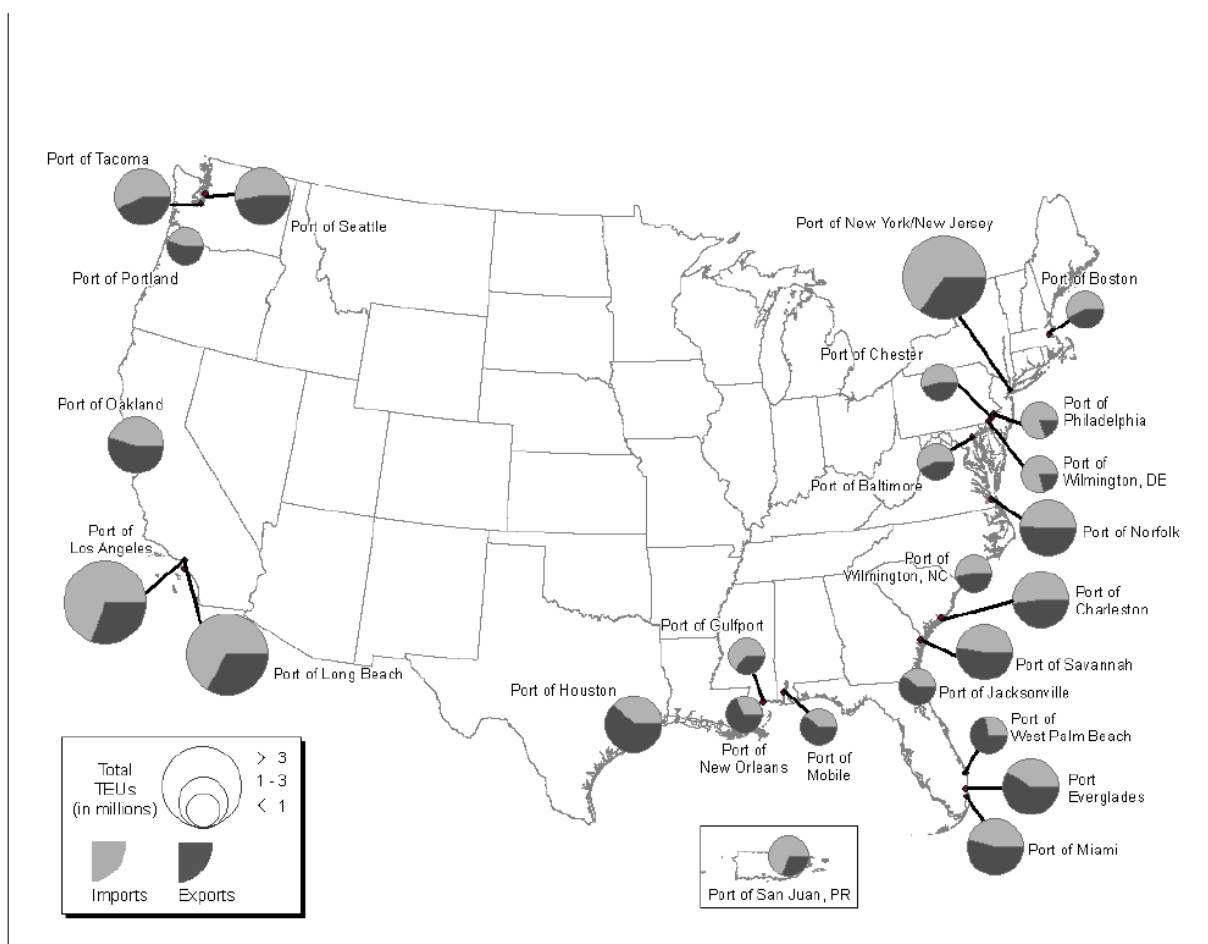 Port of Tacoma
Port of Seattle
Port of Portland
Port of New York/New Jersey
Port of Boston
Port of Chester
Port of Oakland
Port of
Philadelphia
Port of Baltimore
Port of
Wilmington, DE
Port of Norfolk
Port of
Los Angeles
Port of
Wilmington, NC
Port of
Charleston
Port of Long Beach
Port of Gulfport
Port of Savannah
Port of Houston
Port of Jacksonville
Port of
New Orleans
Port of
Mobile
Port of
West Palm Beach
Port
Everglades
Port of Miami
Port of San Juan, PR
Total
TEUs
(in millions)
> 3
1 - 3
< 1
Imports
Exports